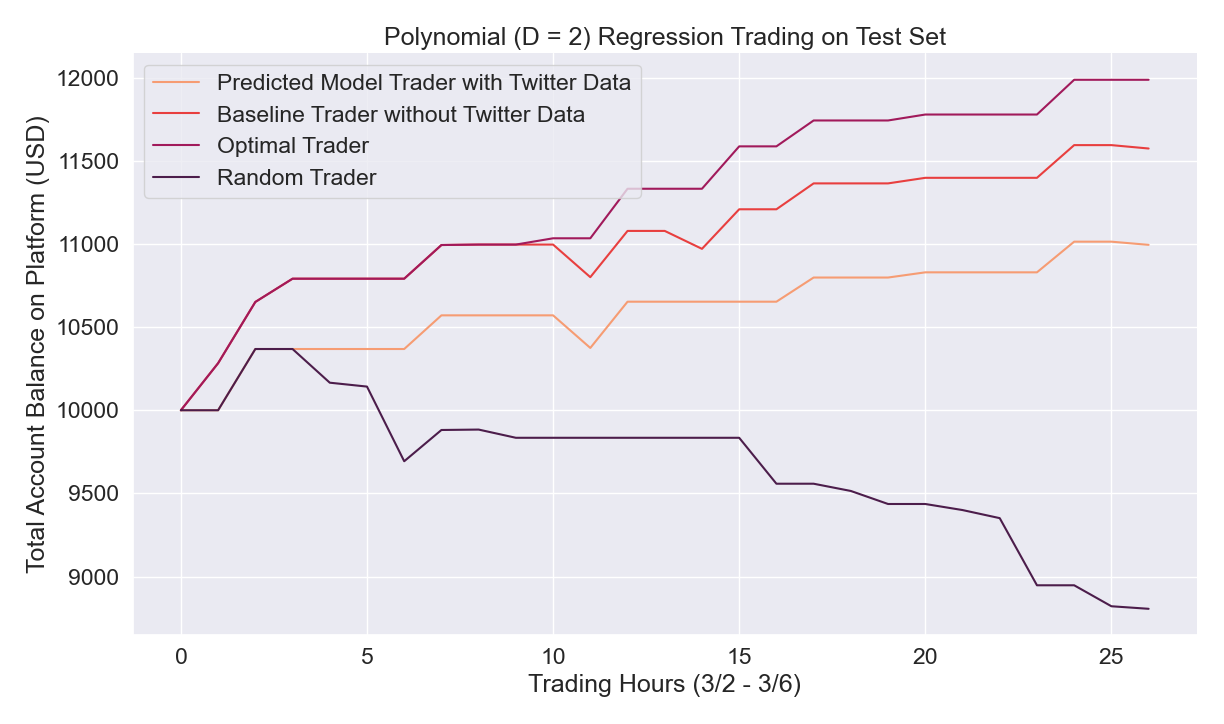 Polynomial (D = 2) Regression Trading on Test Set
Predicted Model Trader with Twitter Data
Baseline Trader without Twitter Data
Optimal Trader
Random Trader
Total Account Balance on Platform (USD)
12000
11500
11000
10500
10000
9500
9000
0
5
10
15
20
25
Trading Hours (3/2 - 3/6)